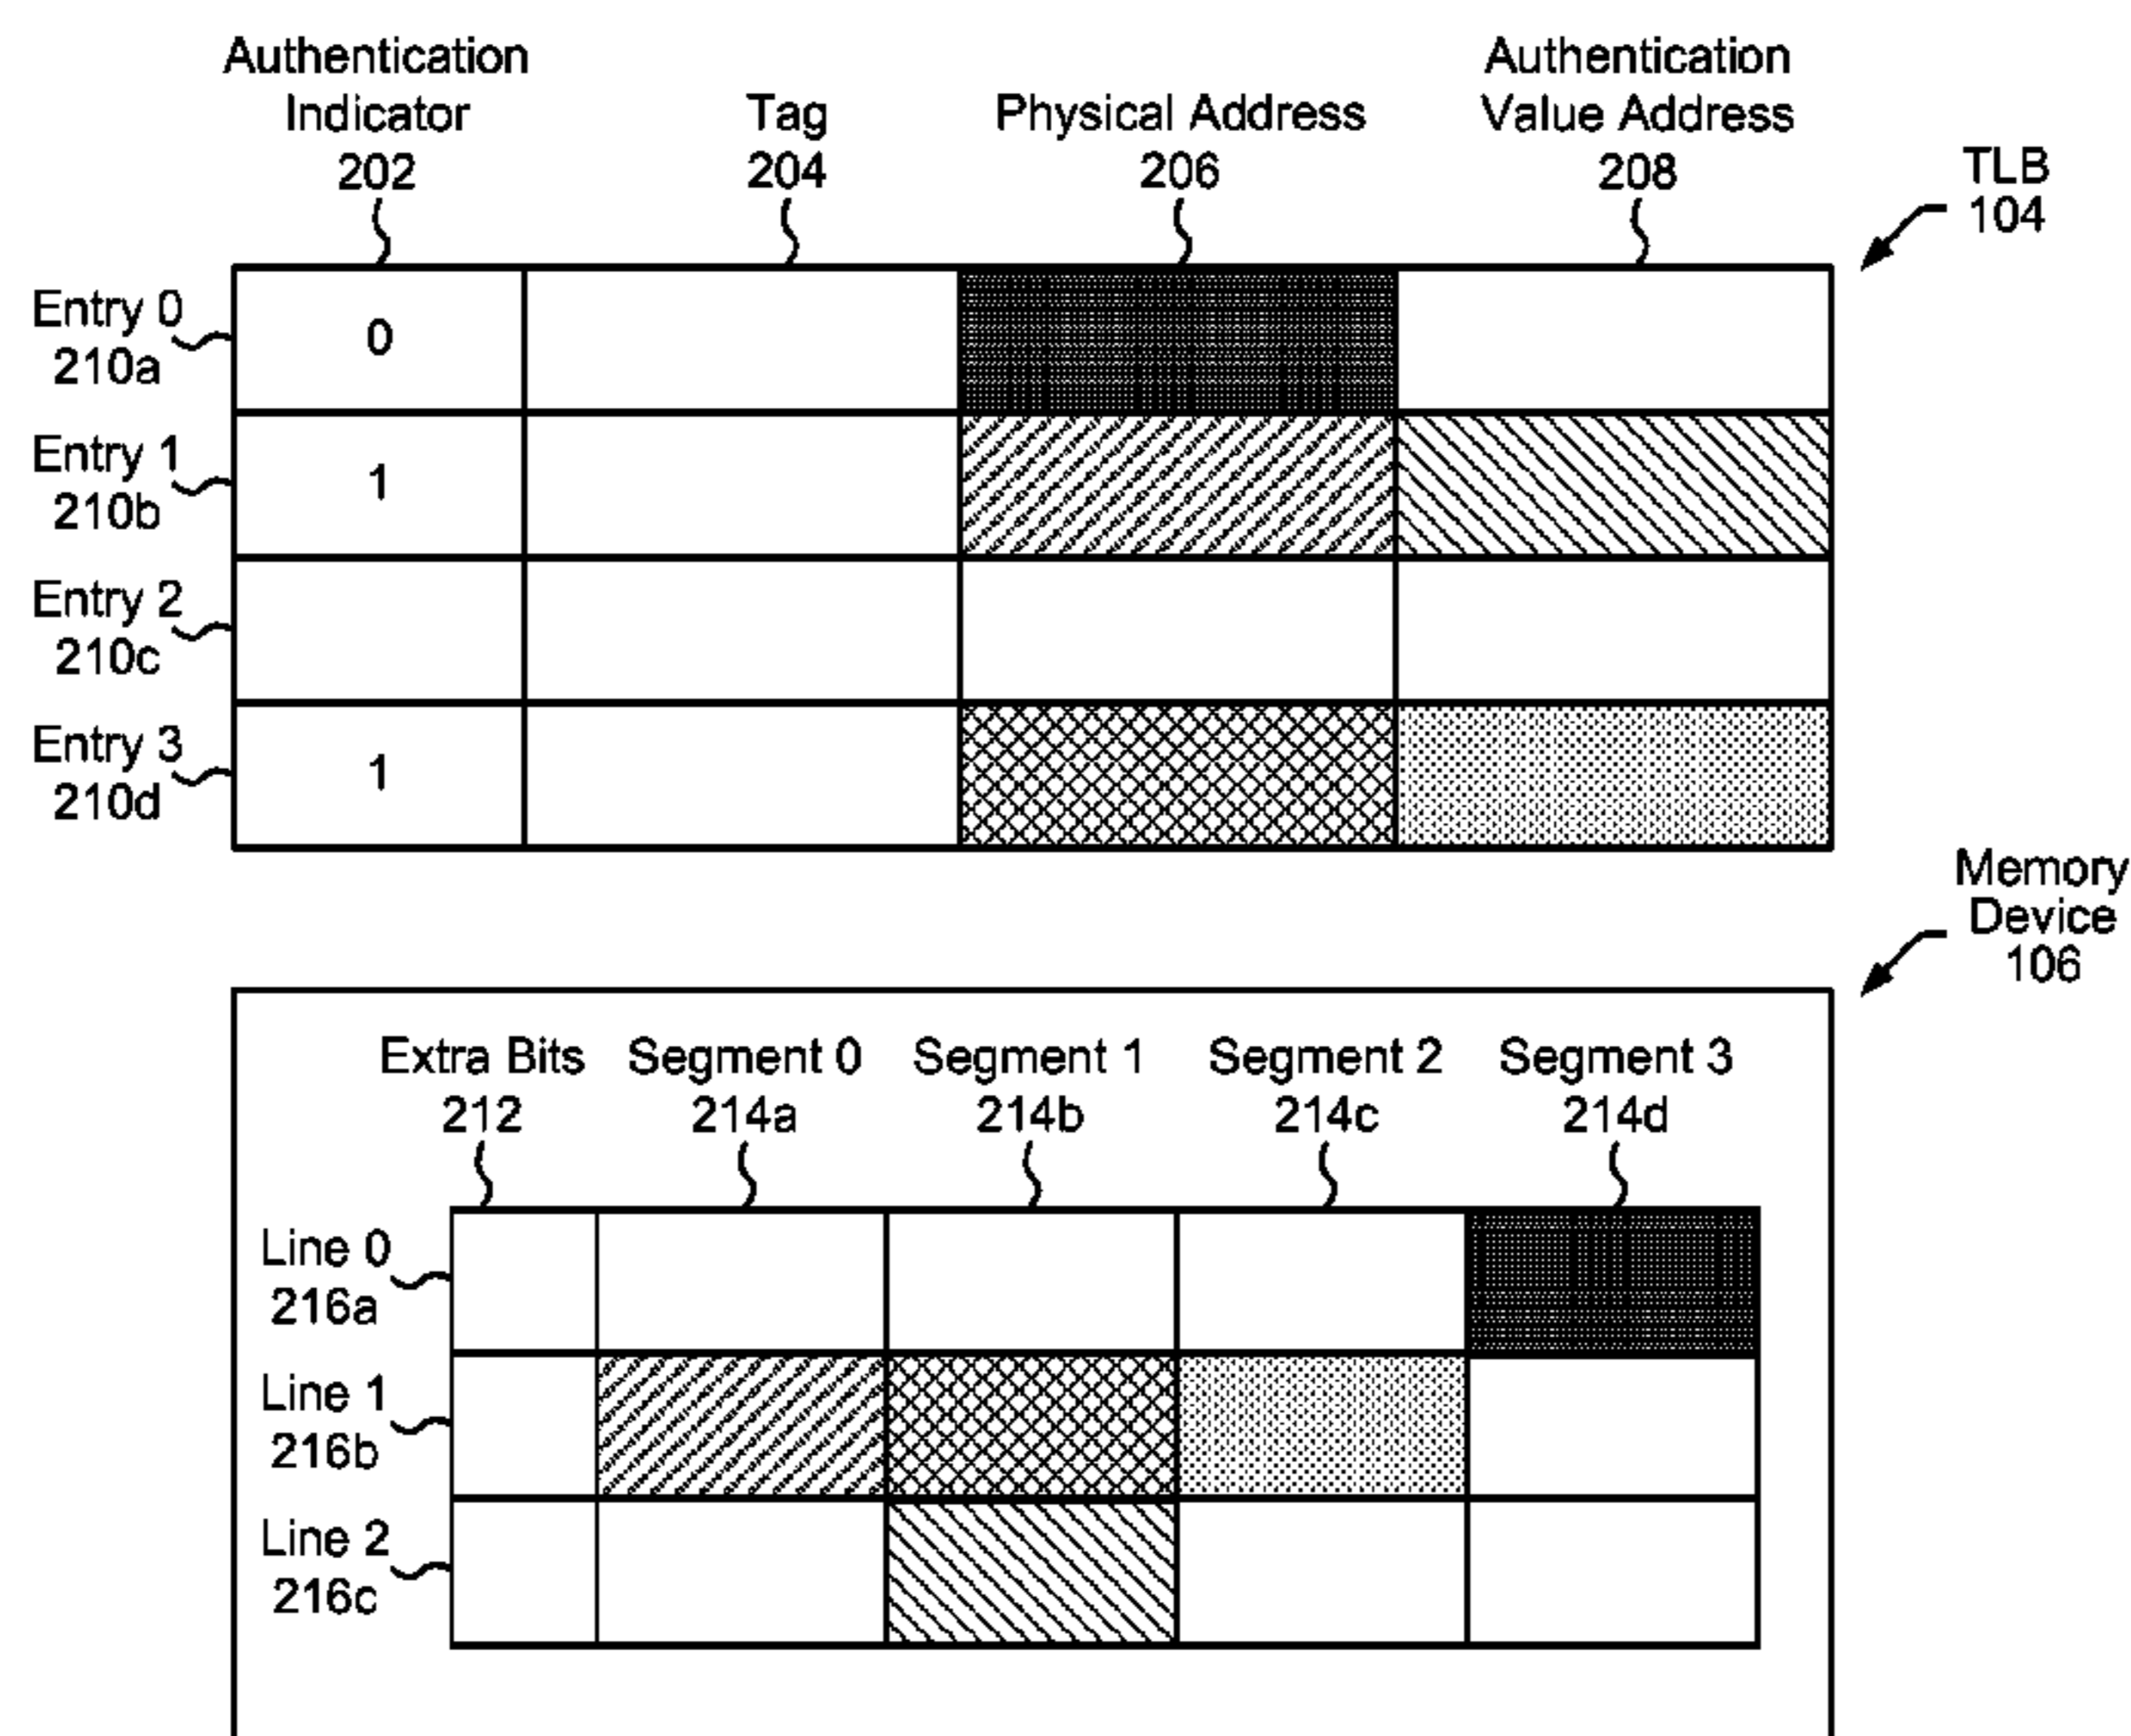 Authentication
Indicator
202
Tag
204
Physical Address
206
Authentication
Value Address
208
TLB
104
Entry 0
210a
0
Entry 1
210b
1
Entry 2
210c
Entry 3
210d
1
Memory
Device
106
Extra Bits
212
Segment 0
214a
Segment 1
214b
Segment 2
214c
Segment 3
214d
Line 0
216a
Line 1
216b
Line 2
216c